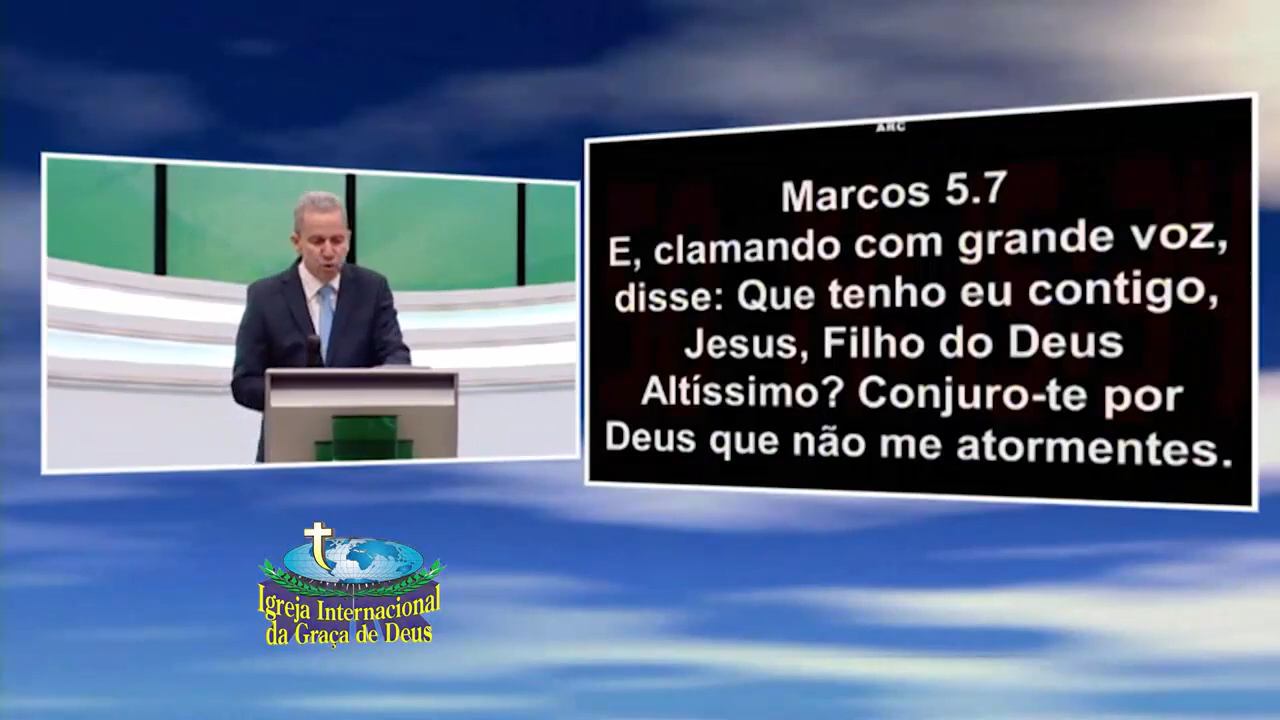 ARC
Marcos 5.7
E, clamando com grande voz,
disse: Que tenho eu contigo,
Jesus, Filho do Deus
Altíssimo? Conjuro-te por
Deus que não me atormentes.
Igreja Internacional
da Graça de Deus